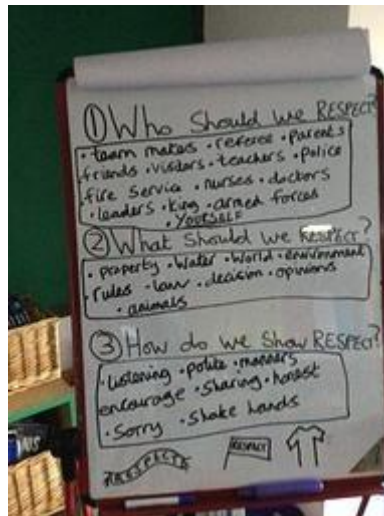 ① Who Should we RESPECT?
• team mates • referee • parents
friends • visitors • teachers • police
fire service • nurses • doctors
• leaders • king • armed forces
• YOURSELF
② What Should we RESPECT?
• property • Water • World • environment
rules • law • decision • opinions
• animals
③ How do we Show RESPECT?
• Listening • polite • manners
encourage • Sharing • honest
• Sorry • Shake hands
RESPECT
RESPECT